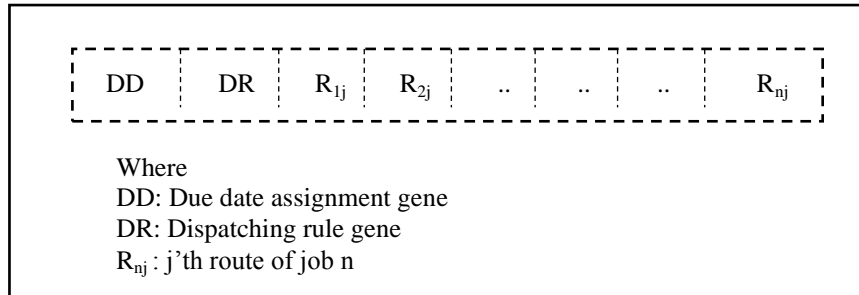 DD DR R₁ⱼ R₂ⱼ .. .. .. Rₙⱼ
Where
DD: Due date assignment gene
DR: Dispatching rule gene
Rₙⱼ : j'th route of job n